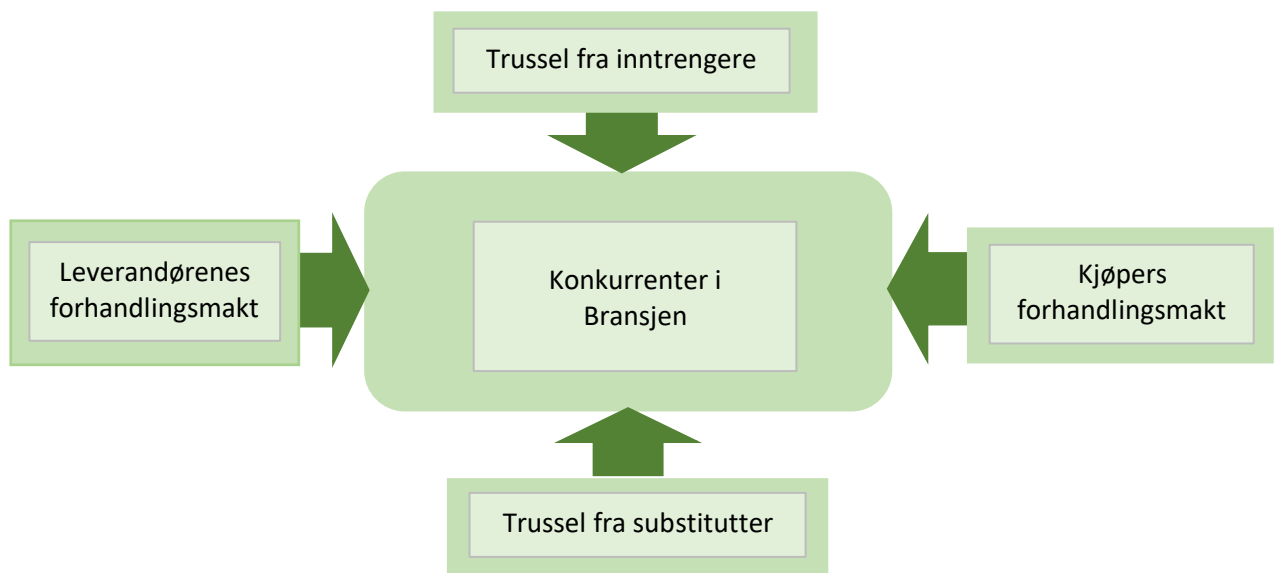 Trussel fra inntrengere
Leverandørenes
forhandlingsmakt
Konkurrenter i
Bransjen
Kjøpers
forhandlingsmakt
Trussel fra substitutter